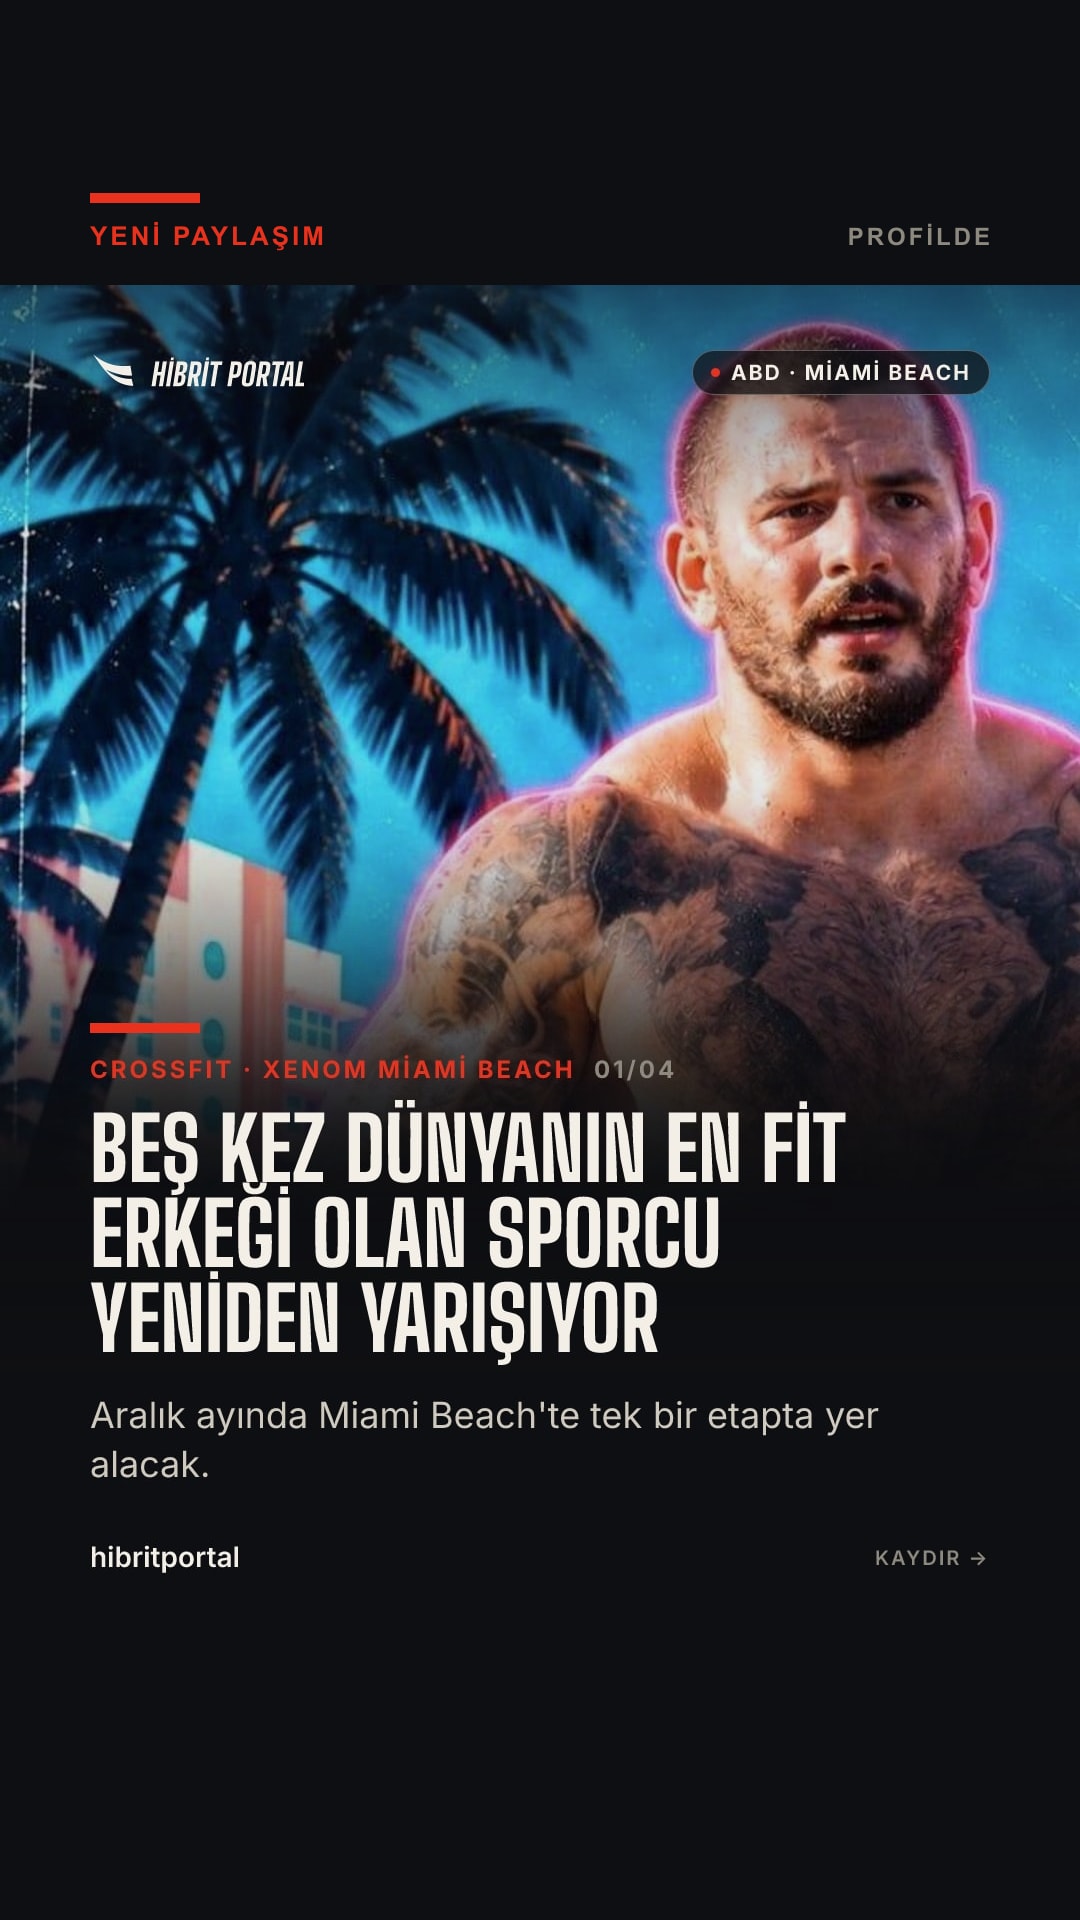 YENİ PAYLAŞIM
PROFİLDE
HİBRİT PORTAL
ABD · MİAMİ BEACH
CROSSFIT · XENOM MİAMİ BEACH 01/04
BEŞ KEZ DÜNYANIN EN FİT
ERKEĞİ OLAN SPORCU
YENİDEN YARIŞIYOR
Aralık ayında Miami Beach'te tek bir etapta yer
alacak.
hibritportal
KAYDIR →